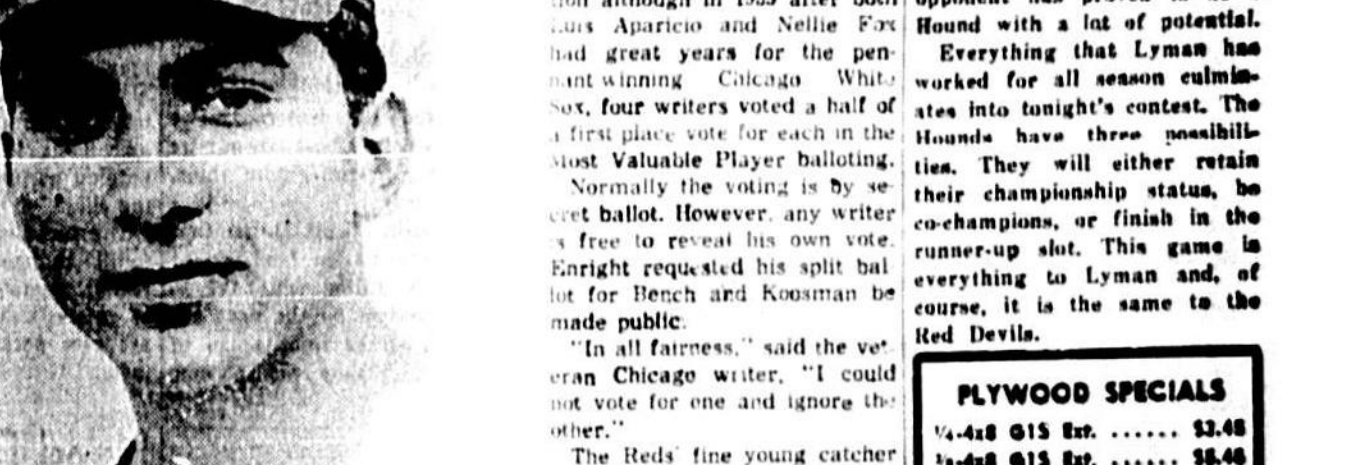 tion although in 1959 after both
Luis Aparicio and Nellie Fox
had great years for the pen-
nant winning Chicago White
Sox, four writers voted a half of
a first place vote for each in the
Most Valuable Player balloting.
Normally the voting is by se-
cret ballot. However, any writer
is free to reveal his own vote.
Enright requested his split bal
lot for Bench and Koosman be
made public.
"In all fairness," said the vet-
eran Chicago writer, "I could
not vote for one and ignore the
other."
The Reds' fine young catcher
Hound with a lot of potential.
Everything that Lyman has
worked for all season culmin-
ates into tonight's contest. The
Hounds have three possibili-
ties. They will either retain
their championship status, be
co-champions, or finish in the
runner-up slot. This game is
everything to Lyman and, of
course, it is the same to the
Red Devils.
PLYWOOD SPECIALS
¼-4x8 G1S Ext. ...... $3.45
4x8 G1S Ext. ...... $5.45